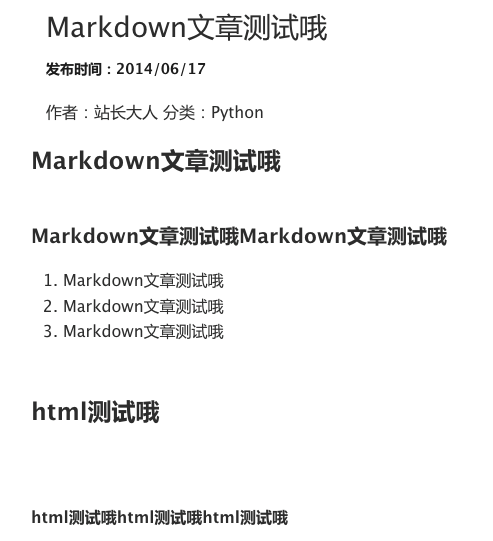 Markdown文章测试哦
发布时间：2014/06/17
作者：站长大人 分类：Python
Markdown文章测试哦
Markdown文章测试哦Markdown文章测试哦
1. Markdown文章测试哦
2. Markdown文章测试哦
3. Markdown文章测试哦
html测试哦
html测试哦html测试哦html测试哦